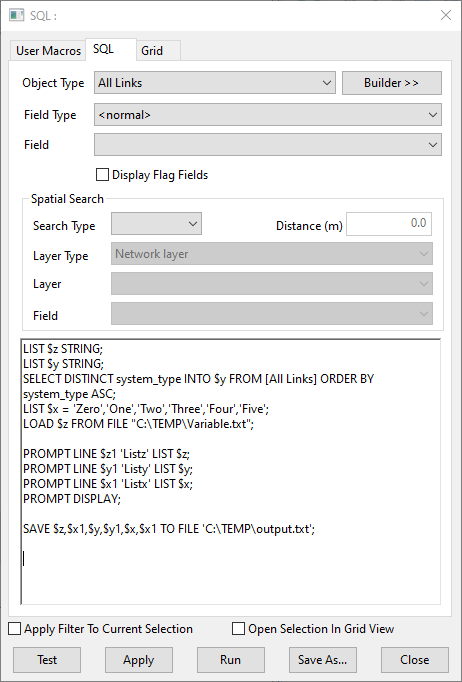 SQL :
User Macros SQL Grid
Object Type All Links Builder >>
Field Type <normal>
Field
Display Flag Fields
Spatial Search
Search Type Distance (m) 0.0
Layer Type Network layer
Layer
Field
LIST $z STRING;
LIST $y STRING;
SELECT DISTINCT system_type INTO $y FROM [All Links] ORDER BY
system_type ASC;
LIST $x = 'Zero','One','Two','Three','Four','Five';
LOAD $z FROM FILE "C:\TEMP\Variable.txt";
PROMPT LINE $z1 'Listz' LIST $z;
PROMPT LINE $y1 'Listy' LIST $y;
PROMPT LINE $x1 'Listx' LIST $x;
PROMPT DISPLAY;
SAVE $z,$x1,$y,$y1,$x,$x1 TO FILE 'C:\TEMP\output.txt';
Apply Filter To Current Selection Open Selection In Grid View
Test Apply Run Save As... Close